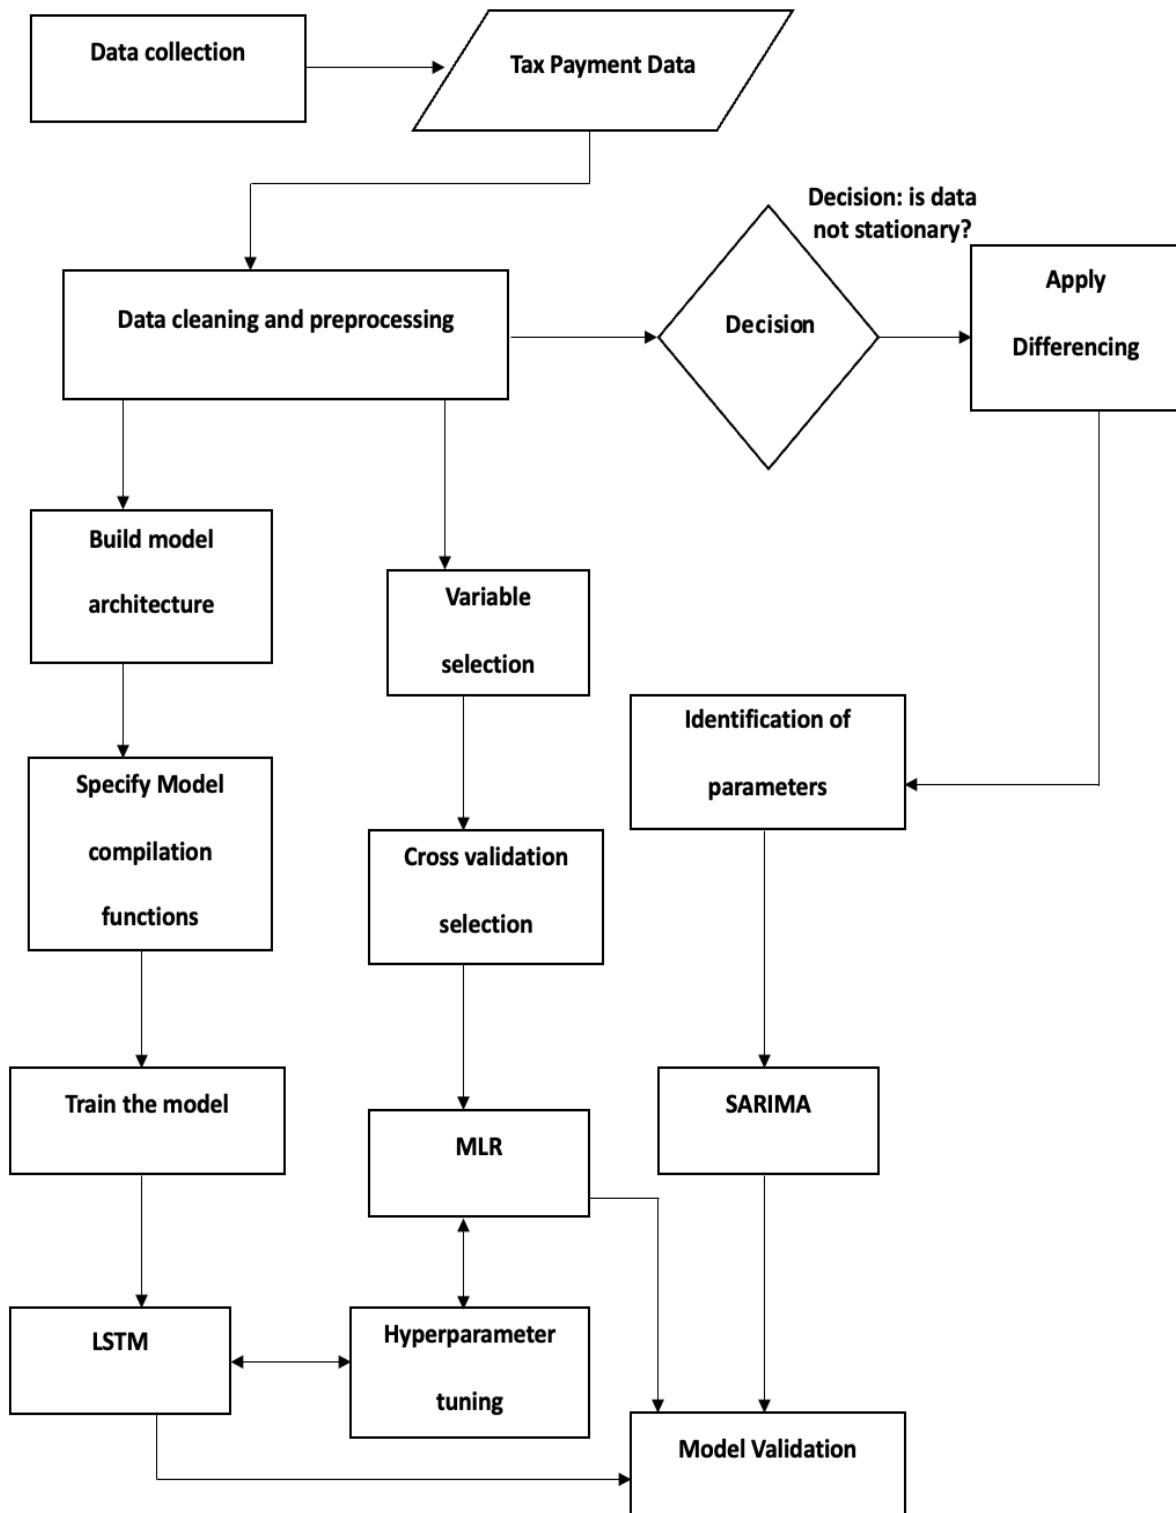 Data collection
Tax Payment Data
Decision: is data
not stationary?
Data cleaning and preprocessing
Decision
Apply
Differencing
Build model
architecture
Variable
selection
Identification of
parameters
Specify Model
compilation
functions
Cross validation
selection
Train the model
MLR
SARIMA
LSTM
Hyperparameter
tuning
Model Validation